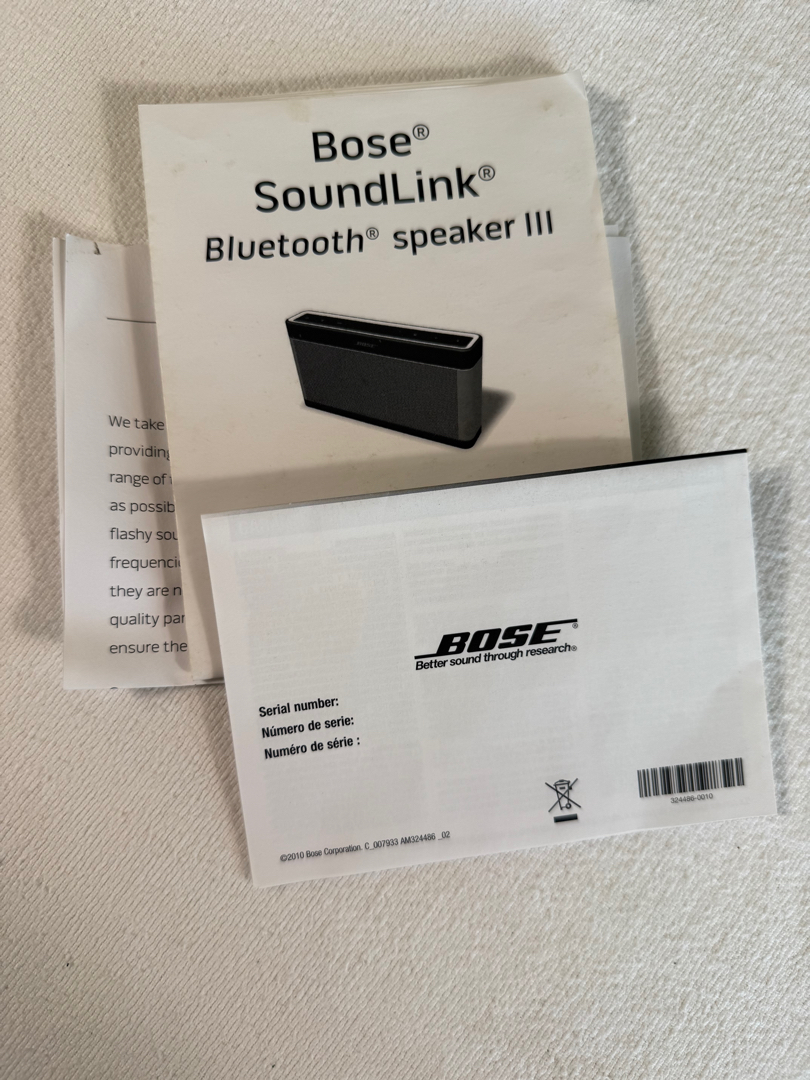 Bose®
SoundLink®
Bluetooth® speaker III
We take
providing
range of
as possib
flashy sou
frequenci
they are n
quality par
ensure the
BOSE®
Better sound through research®
Serial number:
Número de serie:
Numéro de série :
324486-0010
©2010 Bose Corporation. C_007933 AM324486 _02